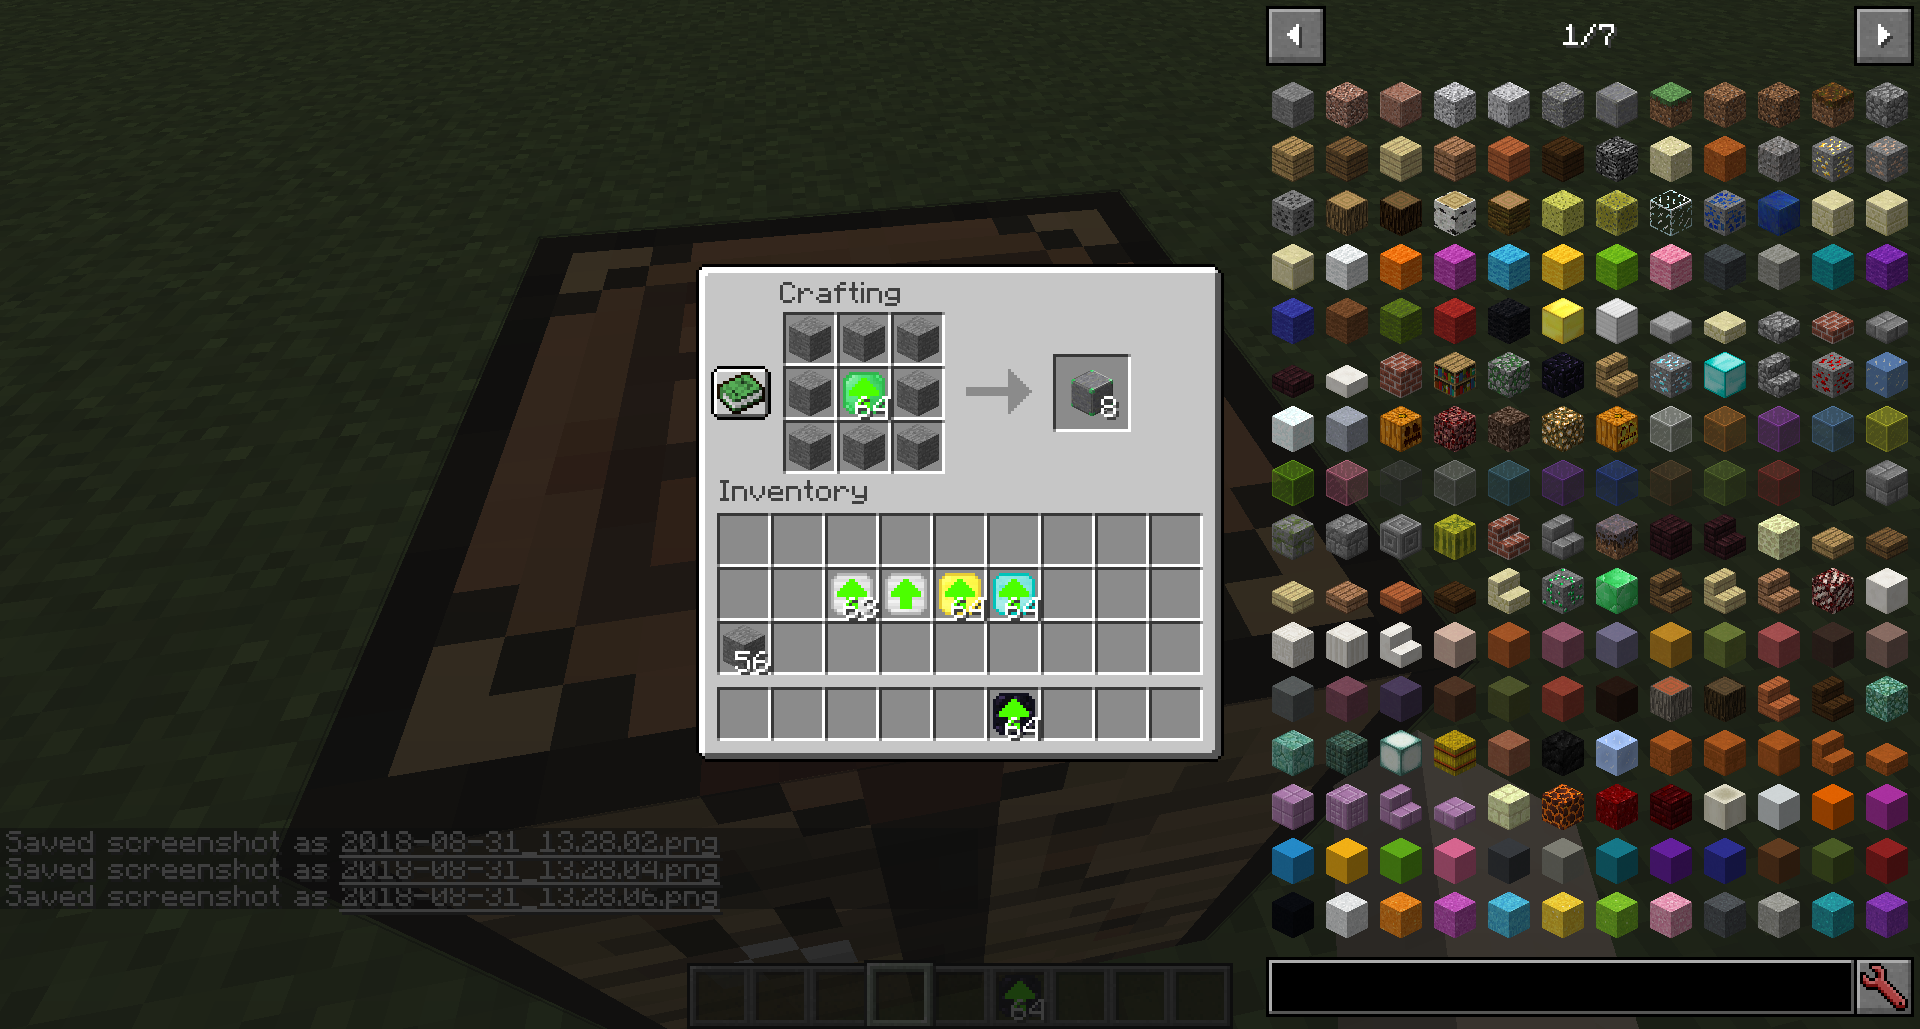 1/7
Crafting
64
8
Inventory
63
64
64
56
64
Saved screenshot as 2018-08-31_13.28.02.png
Saved screenshot as 2018-08-31_13.28.04.png
Saved screenshot as 2018-08-31_13.28.06.png
64